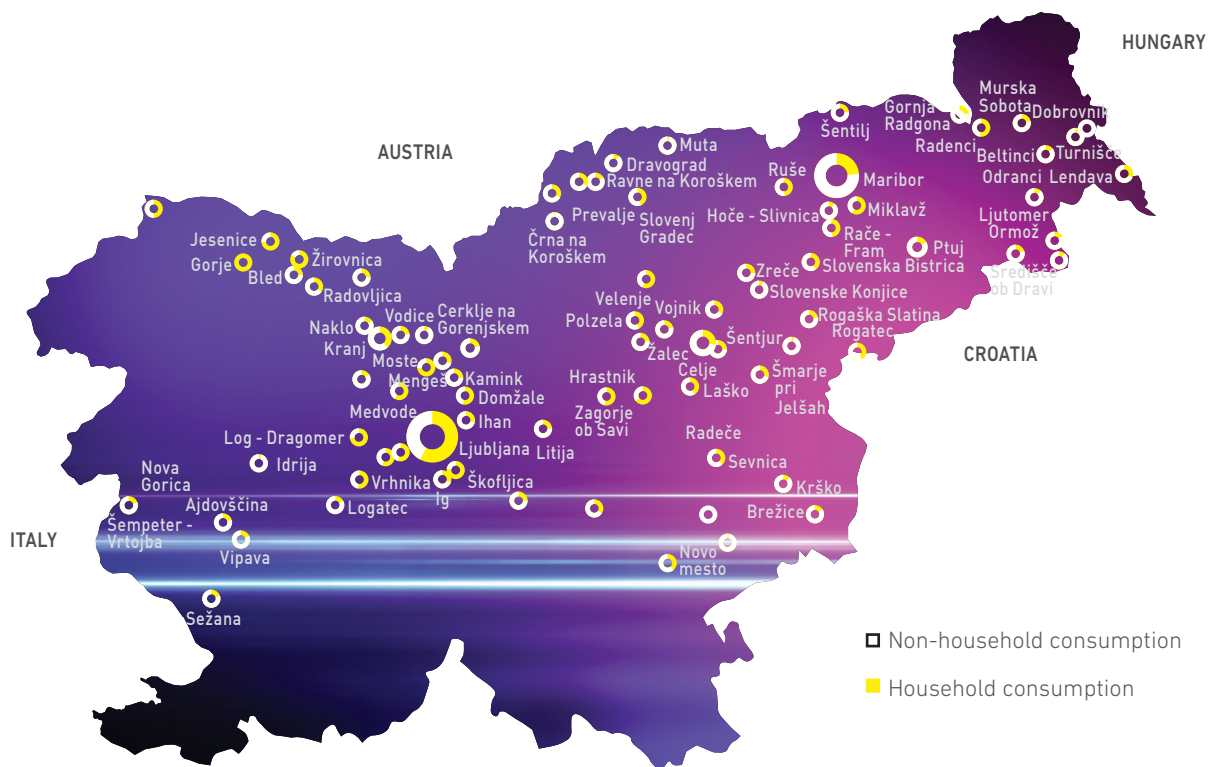 HUNGARY
AUSTRIA
Murska
Sobota
Dobrovnik
Gornja
Radgona
Radenci
Šentilj
Beltinci
Turnišče
Odranci
Lendava
Muta
Dravograd
Ravne na Koroškem
Ruše
Maribor
Prevalje
Slovenj
Gradec
Hoče - Slivnica
Miklavž
Ljutomer
Ormož
Črna na
Koroškem
Rače -
Fram
Ptuj
Jesenice
Gorje
Žirovnica
Bled
Radovljica
Zreče
Slovenska Bistrica
Središče
ob Dravi
Slovenske Konjice
Velenje
Vojnik
Polzela
Rogaška Slatina
Rogatec
Vodice
Cerklje na
Gorenjskem
Naklo
Kranj
Žalec
Šentjur
CROATIA
Moste
Mengeš
Kamink
Celje
Laško
Šmarje
pri
Jelšah
Hrastnik
Domžale
Medvode
Zagorje
ob Savi
Ihan
Log - Dragomer
Ljubljana
Litija
Radeče
Idrija
Sevnica
Nova
Gorica
Vrhnika
Ig
Škofljica
Krško
Ajdovščina
Logatec
Brežice
ITALY
Šempeter -
Vrtojba
Vipava
Novo
mesto
Sežana
Non-household consumption
Household consumption